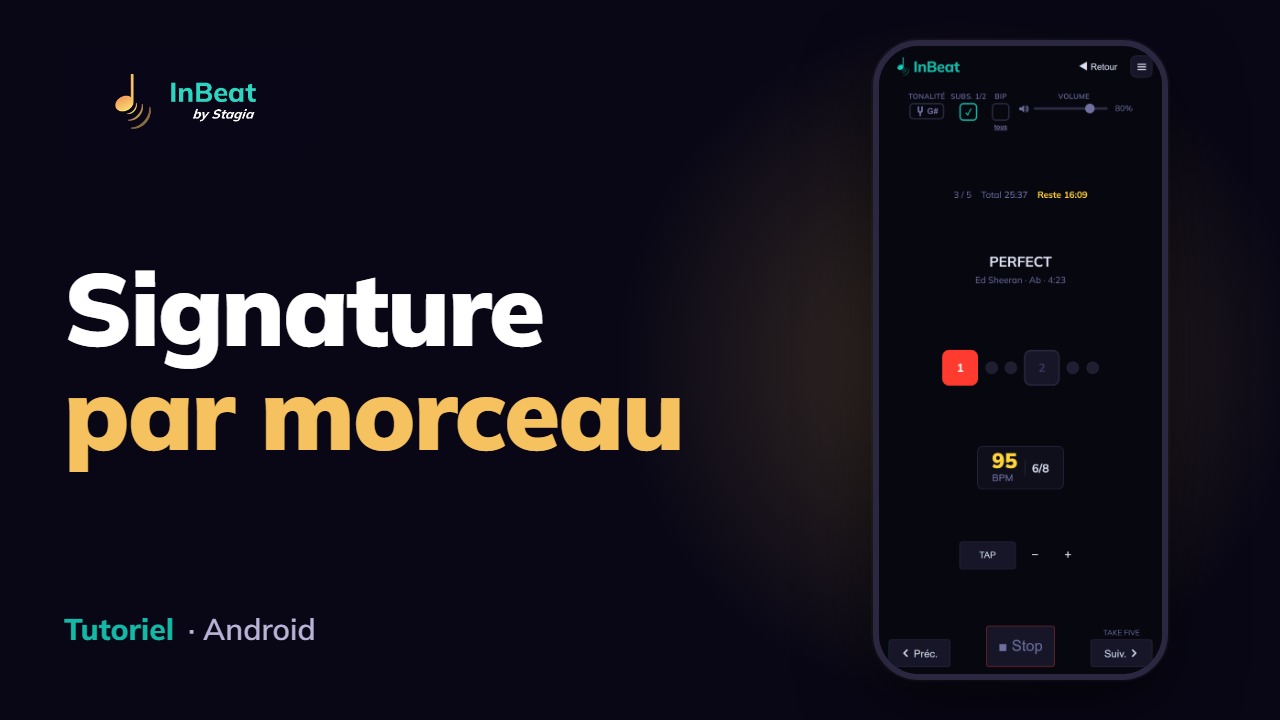 InBeat
by Stagia
Signature
par morceau
Tutoriel · Android
InBeat
Retour
TONALITÉ SUBS. 1/2 BIP VOLUME
G# 80%
tous
3 / 5 Total 25:37 Reste 16:09
PERFECT
Ed Sheeran · Ab · 4:23
1 2
95 6/8
BPM
TAP − +
TAKE FIVE
Préc. Stop Suiv.